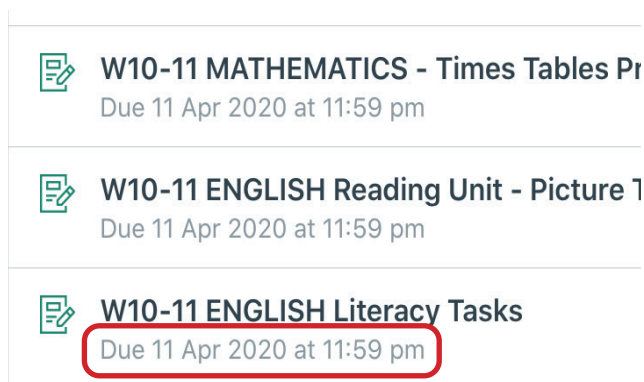 W10-11 MATHEMATICS - Times Tables
Due 11 Apr 2020 at 11:59 pm
W10-11 ENGLISH Reading Unit - Picture
Due 11 Apr 2020 at 11:59 pm
W10-11 ENGLISH Literacy Tasks
Due 11 Apr 2020 at 11:59 pm